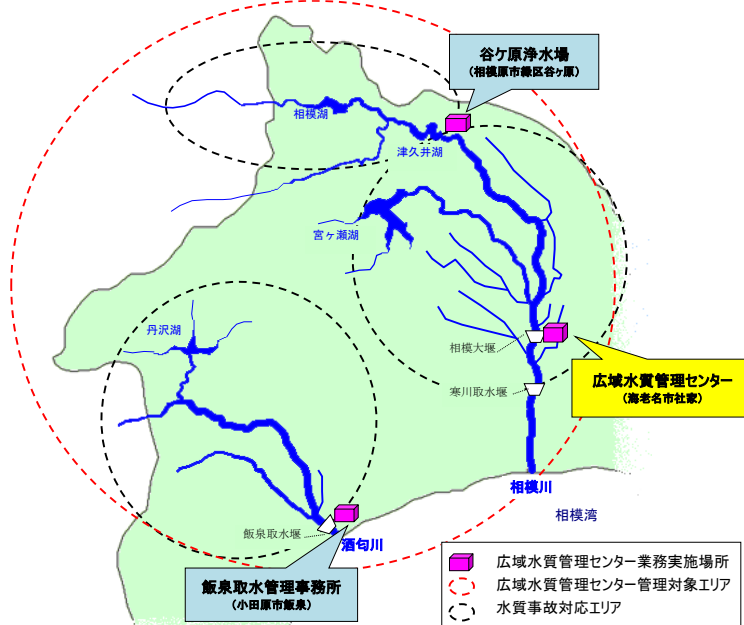 谷ケ原浄水場
（相模原市緑区谷ヶ原）
相模湖
津久井湖
宮ヶ瀬湖
丹沢湖
相模大堰
広域水質管理センター
（海老名市社家）
寒川取水堰
相模川
相模湾
飯泉取水堰
酒匂川
飯泉取水管理事務所
（小田原市飯泉）
広域水質管理センター業務実施場所
広域水質管理センター管理対象エリア
水質事故対応エリア